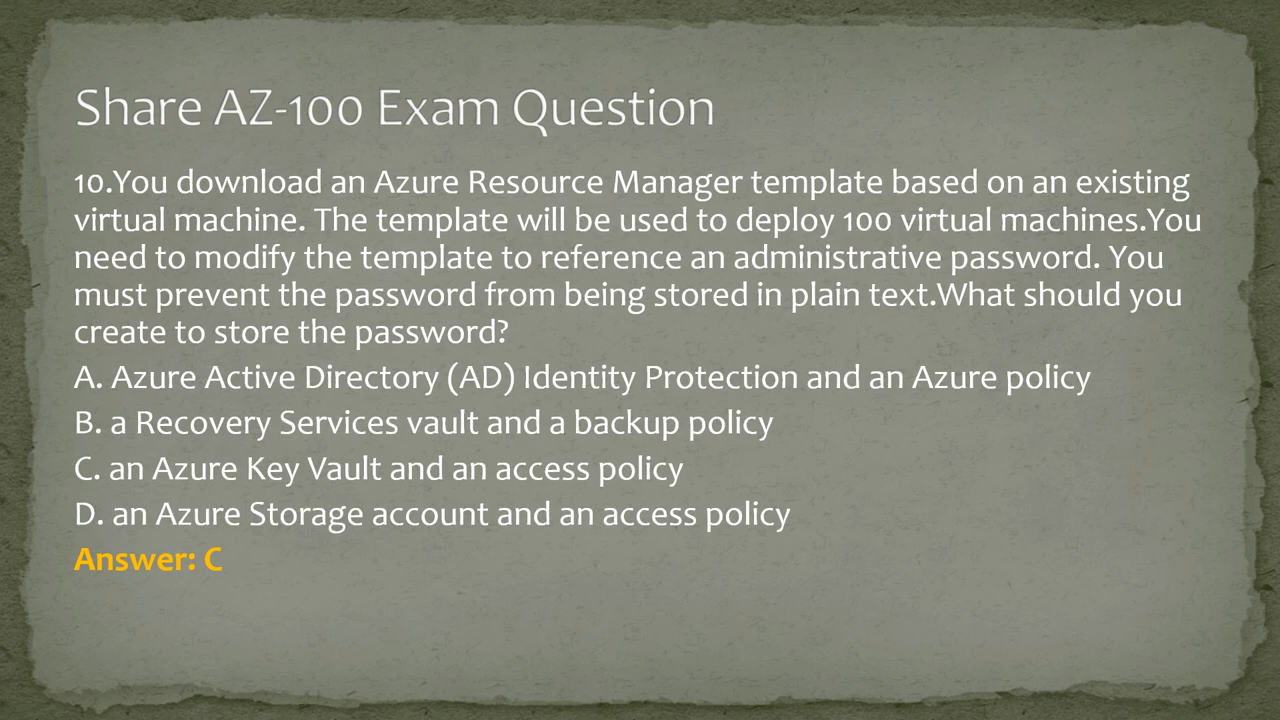 Share AZ-100 Exam Question
10.You download an Azure Resource Manager template based on an existing
virtual machine. The template will be used to deploy 100 virtual machines.You
need to modify the template to reference an administrative password. You
must prevent the password from being stored in plain text.What should you
create to store the password?
A. Azure Active Directory (AD) Identity Protection and an Azure policy
B. a Recovery Services vault and a backup policy
C. an Azure Key Vault and an access policy
D. an Azure Storage account and an access policy
Answer: C